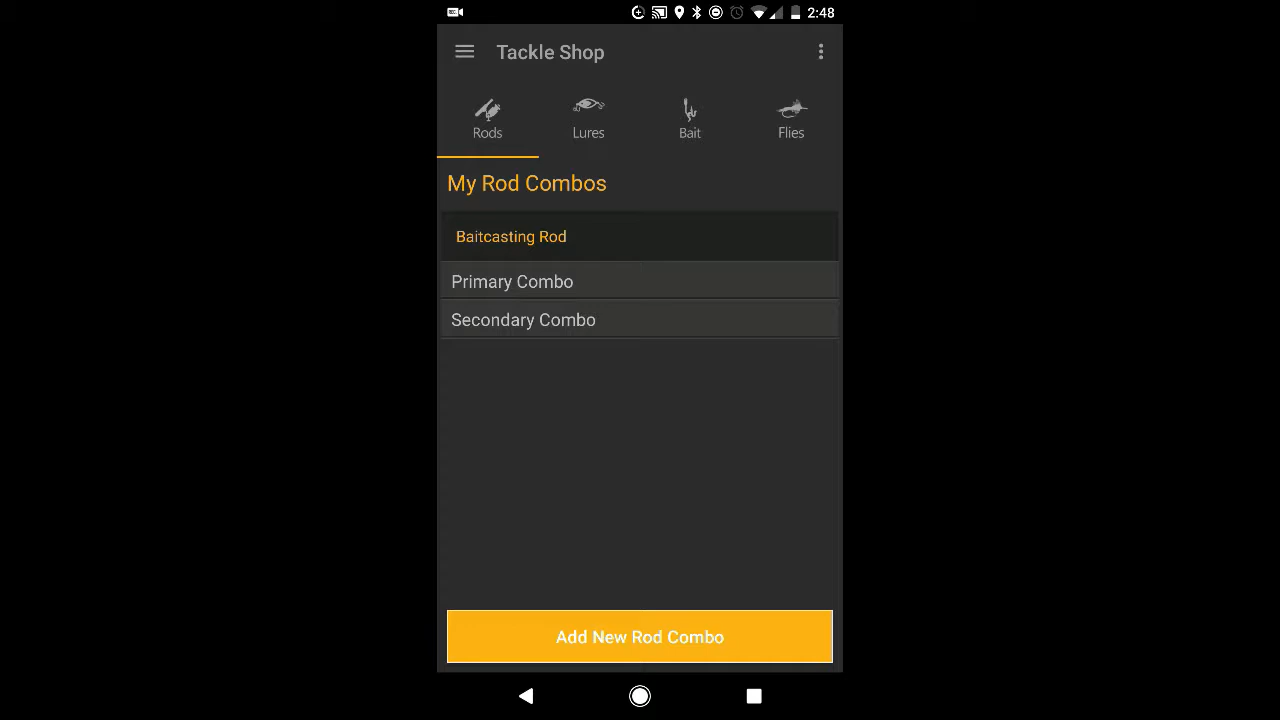 2:48
Tackle Shop
Rods Lures Bait Flies
My Rod Combos
Baitcasting Rod
Primary Combo
Secondary Combo
Add New Rod Combo